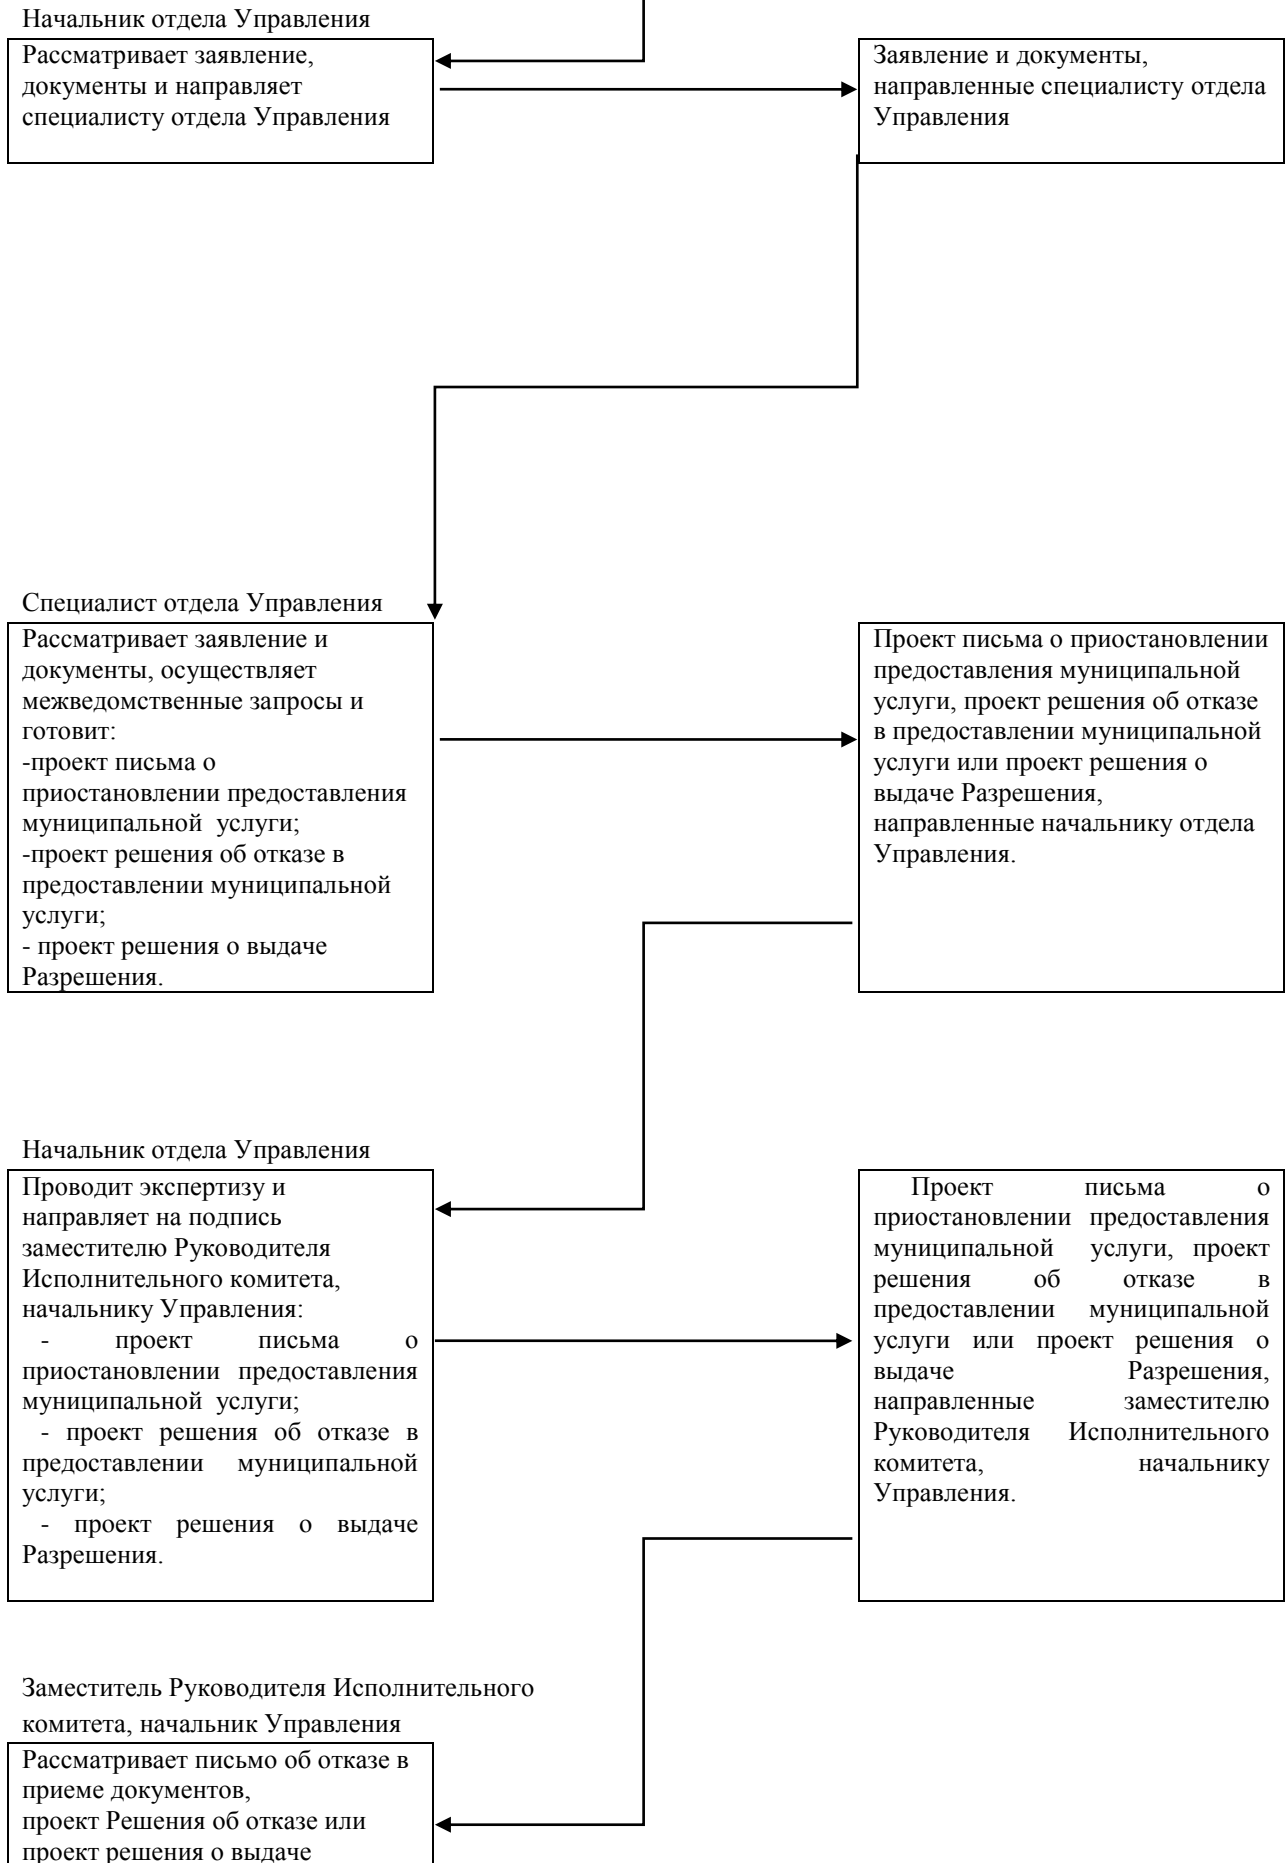 Начальник отдела Управления
Рассматривает заявление,
документы и направляет
специалисту отдела Управления
Заявление и документы,
направленные специалисту отдела
Управления
Специалист отдела Управления
Рассматривает заявление и
документы, осуществляет
межведомственные запросы и
готовит:
-проект письма о
приостановлении предоставления
муниципальной услуги;
-проект решения об отказе в
предоставлении муниципальной
услуги;
- проект решения о выдаче
Разрешения.
Проект письма о приостановлении
предоставления муниципальной
услуги, проект решения об отказе
в предоставлении муниципальной
услуги или проект решения о
выдаче Разрешения,
направленные начальнику отдела
Управления.
Начальник отдела Управления
Проводит экспертизу и
направляет на подпись
заместителю Руководителя
Исполнительного комитета,
начальнику Управления:
- проект письма о
приостановлении предоставления
муниципальной услуги;
- проект решения об отказе в
предоставлении муниципальной
услуги;
- проект решения о выдаче
Разрешения.
Проект письма о
приостановлении предоставления
муниципальной услуги, проект
решения об отказе в
предоставлении муниципальной
услуги или проект решения о
выдаче Разрешения,
направленные заместителю
Руководителя Исполнительного
комитета, начальнику
Управления.
Заместитель Руководителя Исполнительного
комитета, начальник Управления
Рассматривает письмо об отказе в
приеме документов,
проект Решения об отказе или
проект решения о выдаче